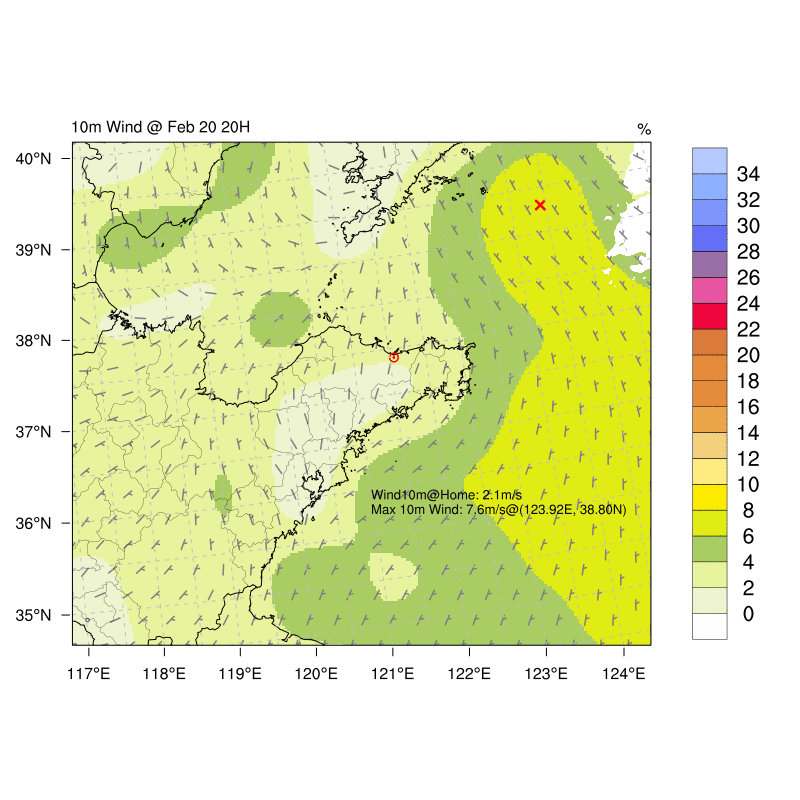 10m Wind @ Feb 20 20H
%
40°N
39°N
38°N
37°N
36°N
35°N
117°E
118°E
119°E
120°E
121°E
122°E
123°E
124°E
Wind10m@Home: 2.1m/s
Max 10m Wind: 7.6m/s@(123.92E, 38.80N)
34
32
30
28
26
24
22
20
18
16
14
12
10
8
6
4
2
0